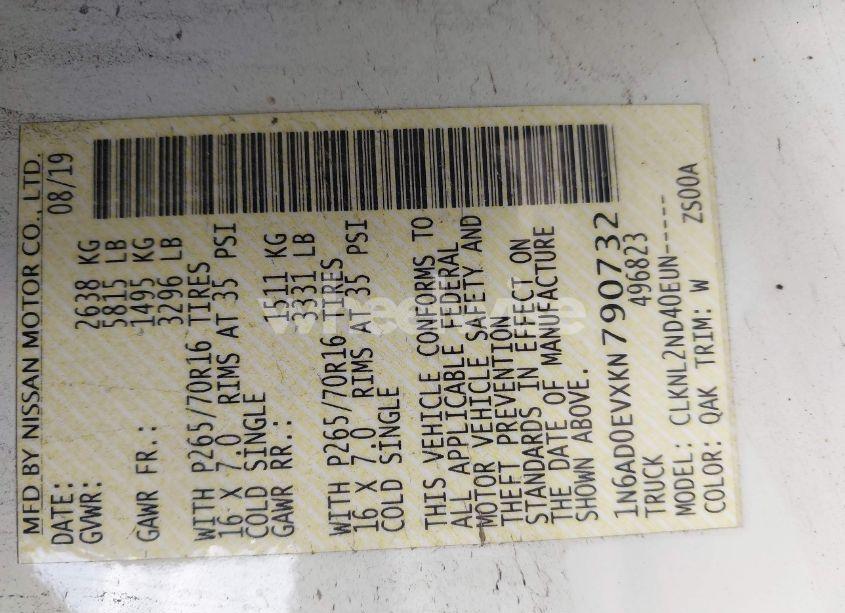 MFD BY NISSAN MOTOR CO., LTD.
DATE: 08/19
GVWR: 2638 KG
5815 LB
GAWR FR.: 1495 KG
3296 LB
WITH P265/70R16 TIRES
16 X 7.0 RIMS AT 35 PSI
COLD SINGLE
GAWR RR.: 1511 KG
3331 LB
WITH P265/70R16 TIRES
16 X 7.0 RIMS AT 35 PSI
COLD SINGLE
THIS VEHICLE CONFORMS TO
ALL APPLICABLE FEDERAL
MOTOR VEHICLE SAFETY AND
THEFT PREVENTION
STANDARDS IN EFFECT ON
THE DATE OF MANUFACTURE
SHOWN ABOVE.
1N6AD0EVXKN790732
TRUCK 496823
MODEL: CLKNL2ND40EUN-----
COLOR: QAK TRIM: W ZS00A